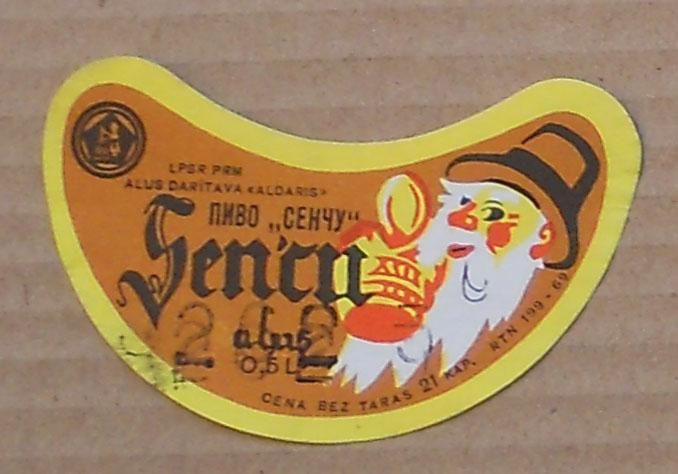 LPSR PRM
ALUS DARĪTAVA «ALDARIS»
ПИВО „СЕНЧУ"
Senču
alus
0,5 L
CENA BEZ TARAS 21 KAP. RTN 199-69